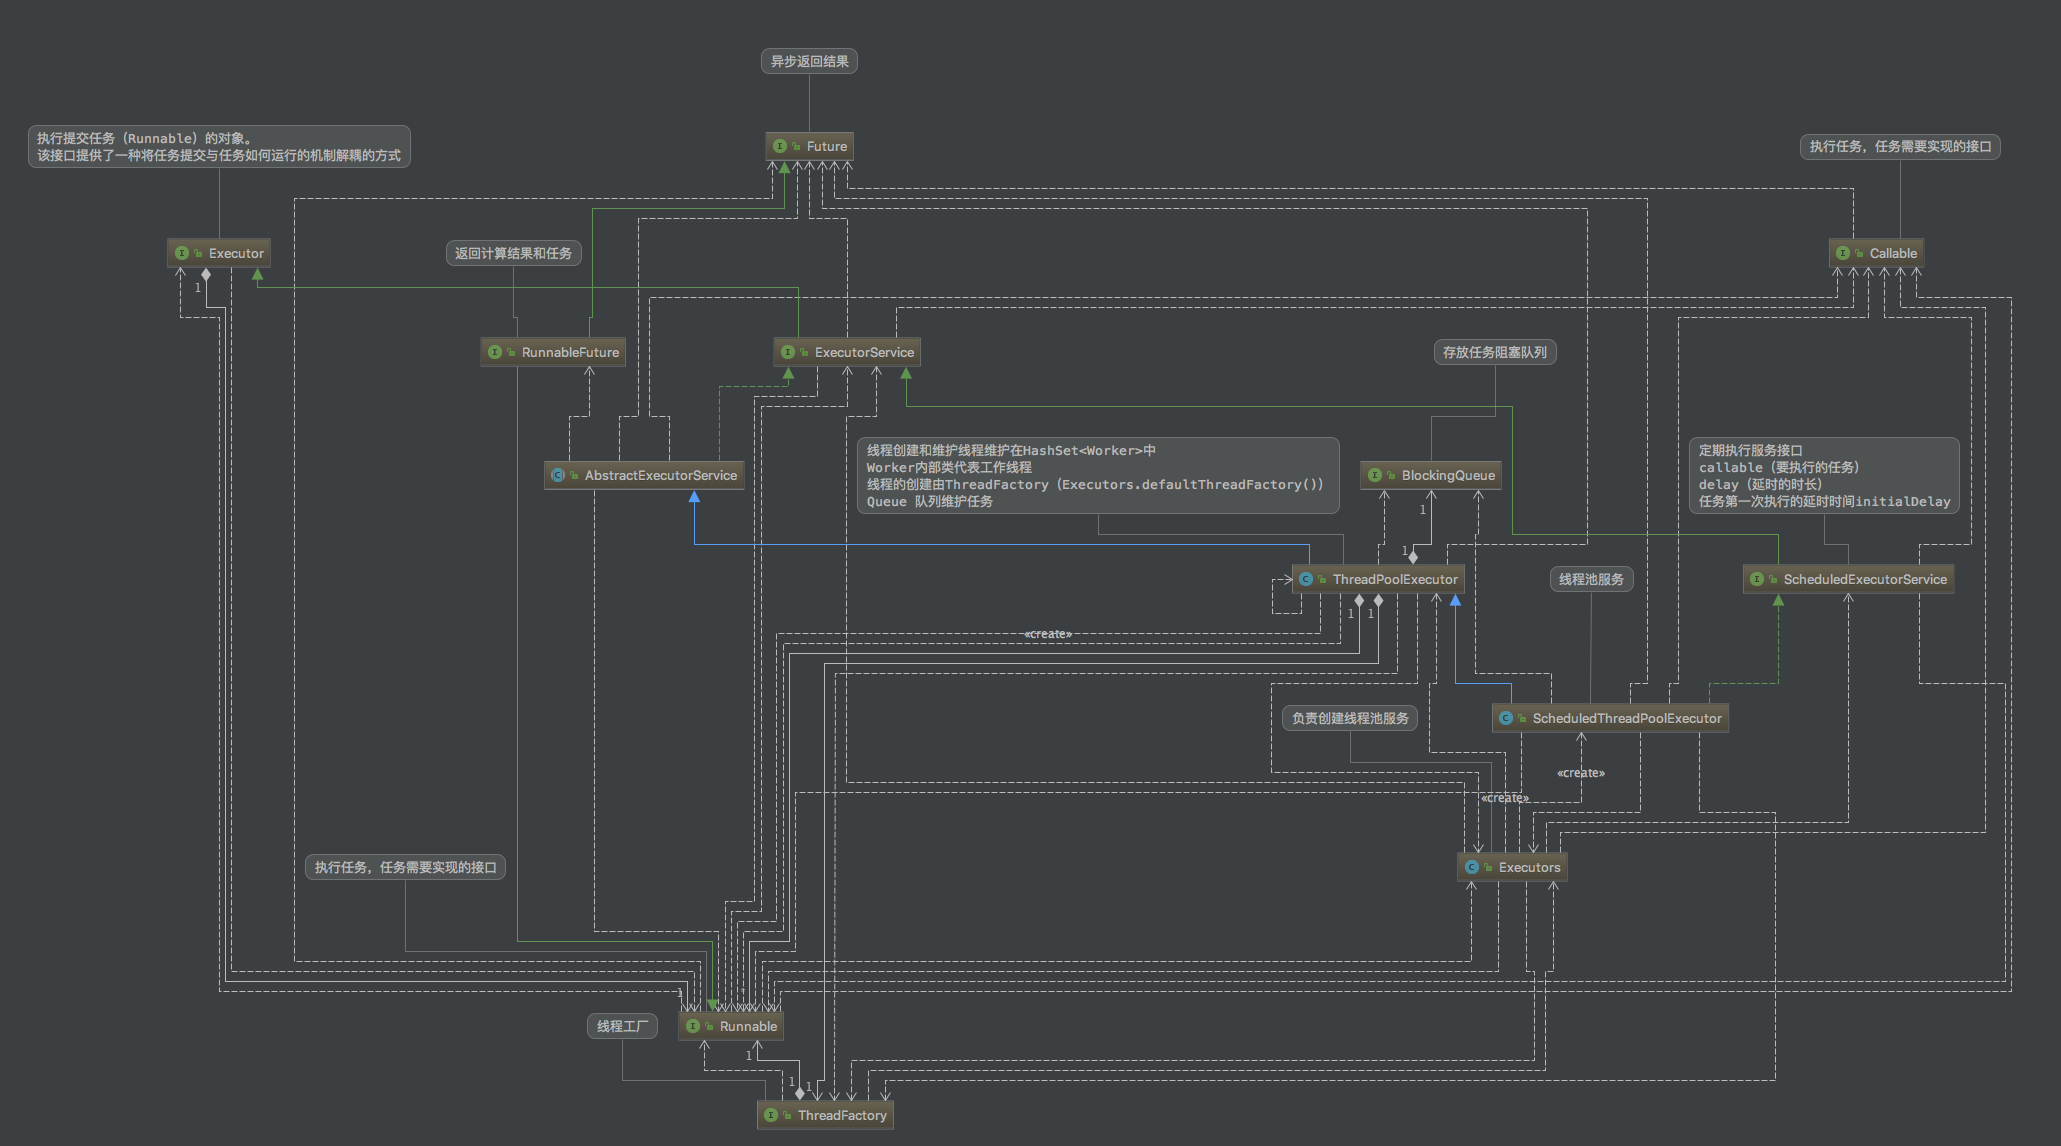 异步返回结果
执行提交任务（Runnable）的对象。
该接口提供了一种将任务提交与任务如何运行的机制解耦的方式
Future
执行任务，任务需要实现的接口
Executor
返回计算结果和任务
Callable
1
RunnableFuture
ExecutorService
存放任务阻塞队列
线程创建和维护线程维护在HashSet<Worker>中
Worker内部类代表工作线程
线程的创建由ThreadFactory（Executors.defaultThreadFactory()）
Queue 队列维护任务
定期执行服务接口
callable（要执行的任务）
delay（延时的时长）
任务第一次执行的延时时间initialDelay
AbstractExecutorService
BlockingQueue
1
1
ThreadPoolExecutor
线程池服务
ScheduledExecutorService
1
1
«create»
负责创建线程池服务
ScheduledThreadPoolExecutor
«create»
«create»
执行任务，任务需要实现的接口
Executors
1
*
线程工厂
Runnable
1
1
1
ThreadFactory